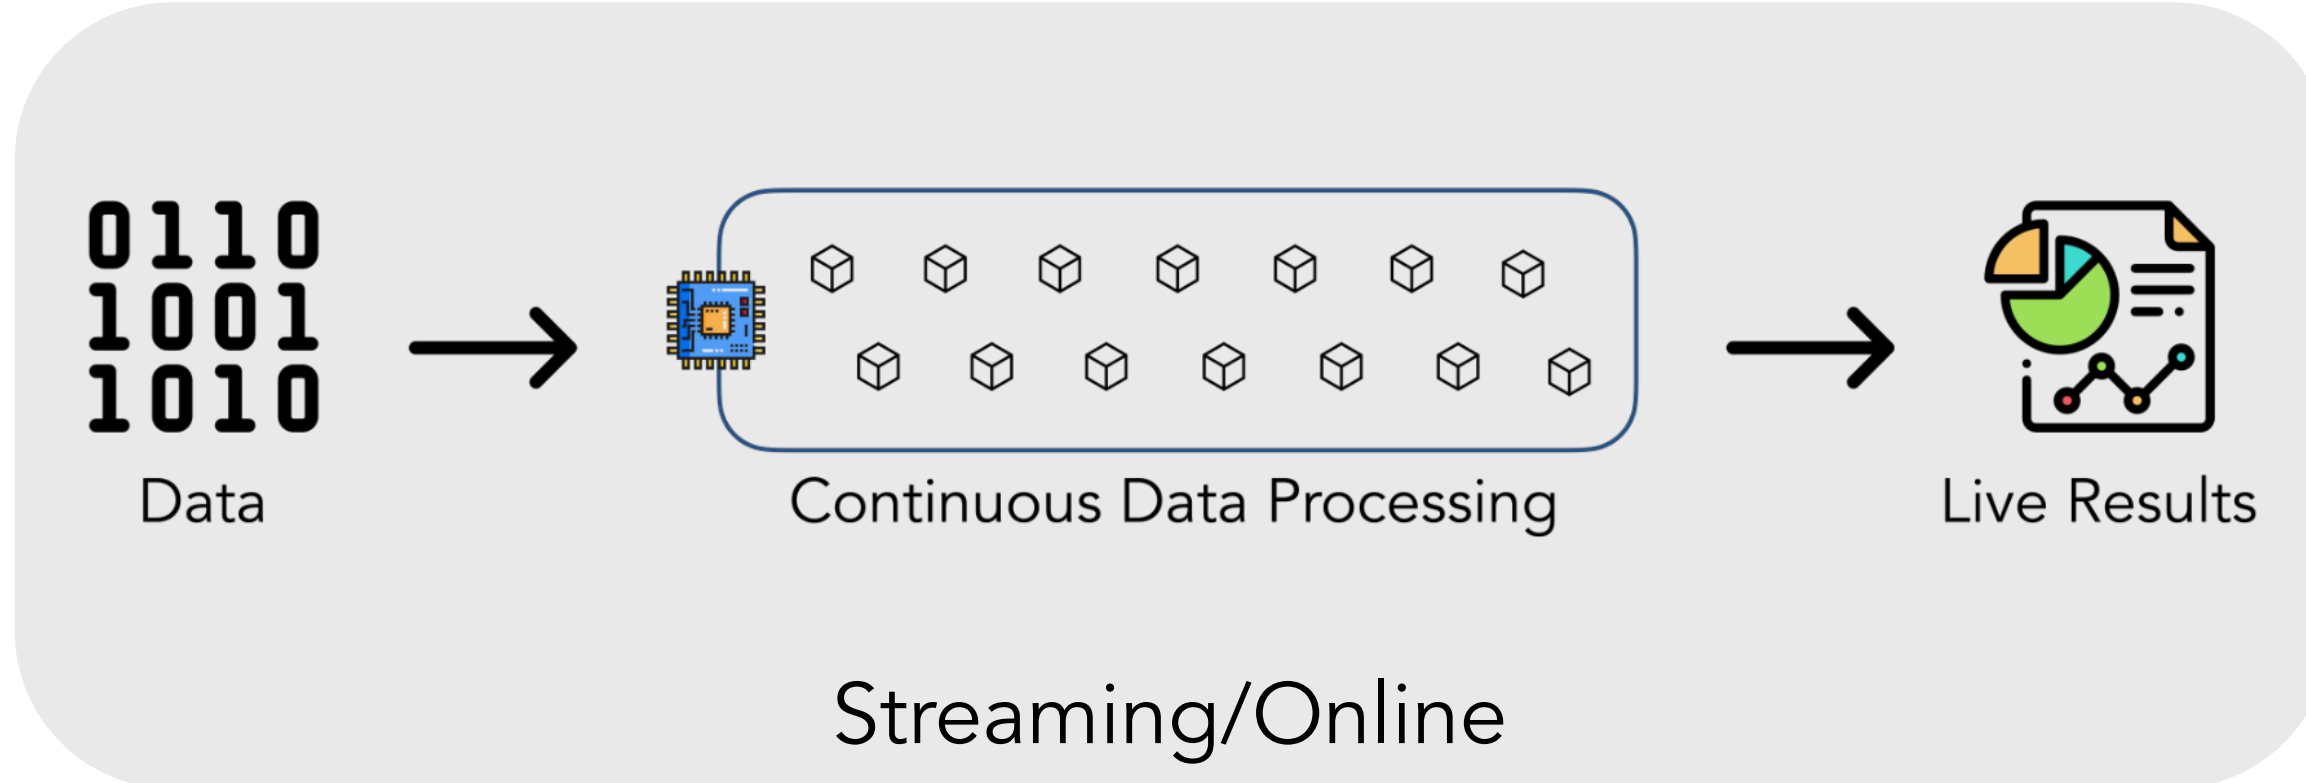 0110
1001
1010
Data
Continuous Data Processing
Live Results
Streaming/Online